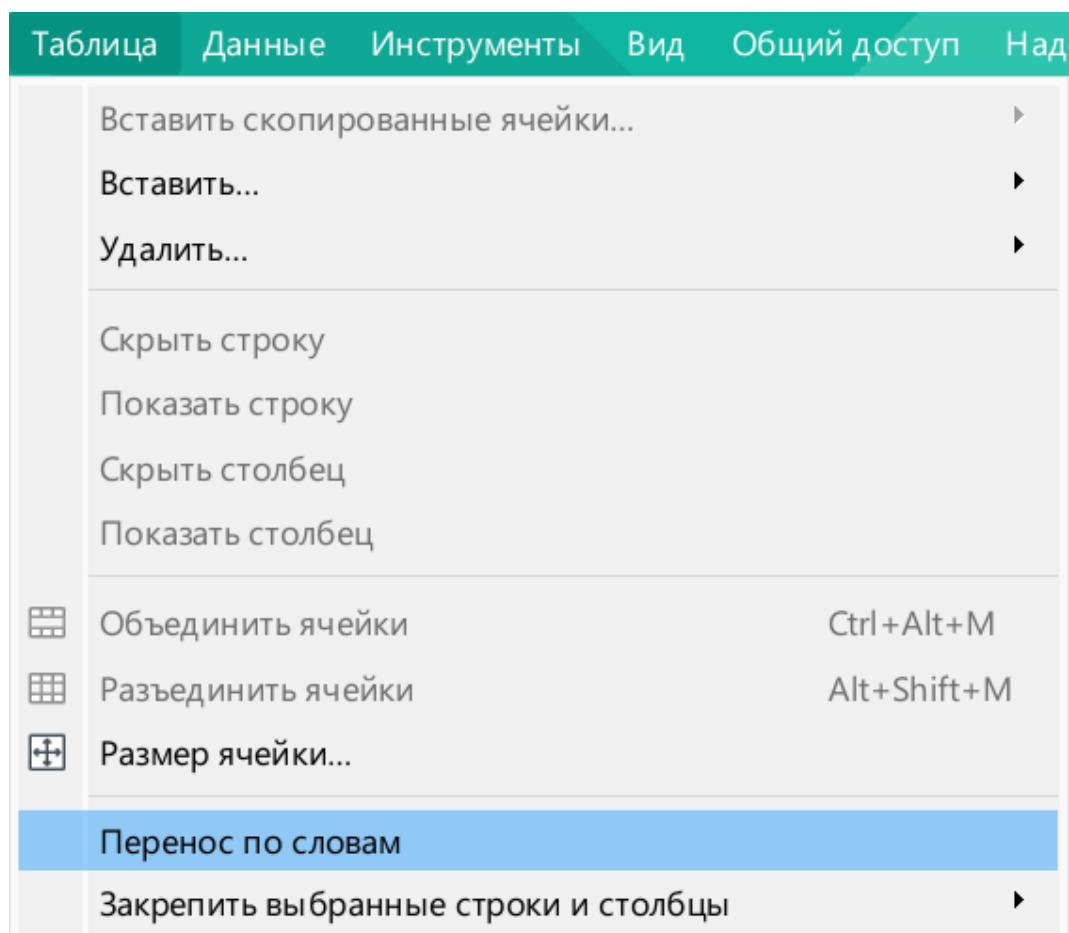 Таблица Данные Инструменты Вид Общий доступ Над
Вставить скопированные ячейки...
Вставить...
Удалить...
Скрыть строку
Показать строку
Скрыть столбец
Показать столбец
Объединить ячейки Ctrl+Alt+M
Разъединить ячейки Alt+Shift+M
Размер ячейки...
Перенос по словам
Закрепить выбранные строки и столбцы